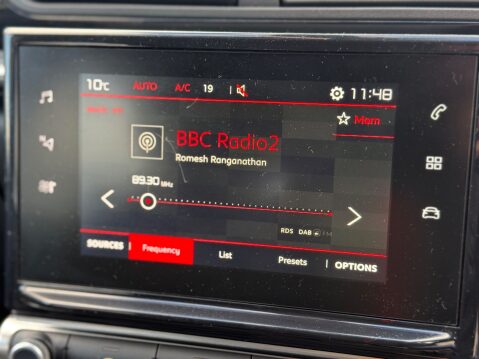 10°C AUTO A/C 19 11:48
Mem
BBC Radio2
Romesh Ranganathan
89.30 MHz
RDS DAB FM
SOURCES Frequency List Presets OPTIONS